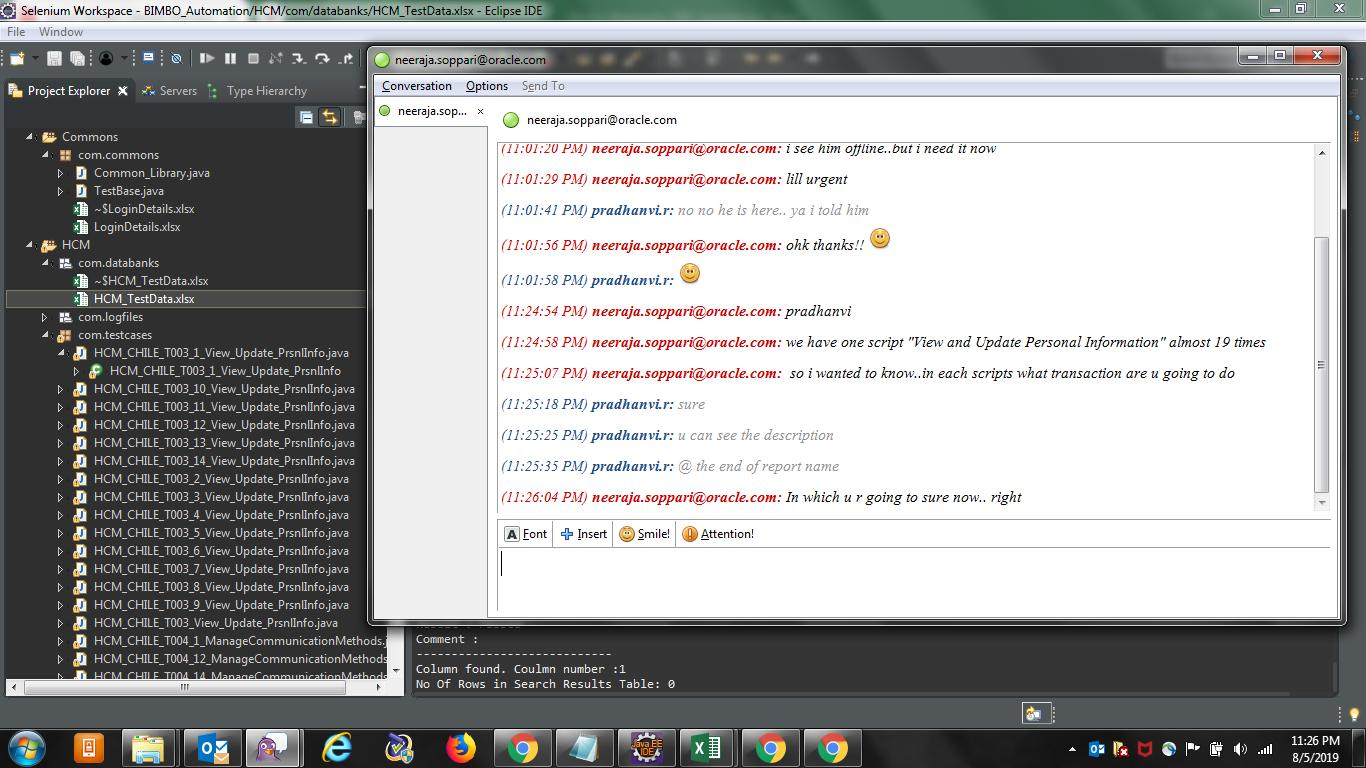 Selenium Workspace - BIMBO_Automation/HCM/com/databanks/HCM_TestData.xlsx - Eclipse IDE
File Window
Project Explorer Servers Type Hierarchy
Commons
com.commons
Common_Library.java
TestBase.java
~$LoginDetails.xlsx
LoginDetails.xlsx
HCM
com.databanks
~$HCM_TestData.xlsx
HCM_TestData.xlsx
com.logfiles
com.testcases
HCM_CHILE_T003_1_View_Update_PrsnlInfo.java
HCM_CHILE_T003_1_View_Update_PrsnlInfo
HCM_CHILE_T003_10_View_Update_PrsnlInfo.java
HCM_CHILE_T003_11_View_Update_PrsnlInfo.java
HCM_CHILE_T003_12_View_Update_PrsnlInfo.java
HCM_CHILE_T003_13_View_Update_PrsnlInfo.java
HCM_CHILE_T003_14_View_Update_PrsnlInfo.java
HCM_CHILE_T003_2_View_Update_PrsnlInfo.java
HCM_CHILE_T003_3_View_Update_PrsnlInfo.java
HCM_CHILE_T003_4_View_Update_PrsnlInfo.java
HCM_CHILE_T003_5_View_Update_PrsnlInfo.java
HCM_CHILE_T003_6_View_Update_PrsnlInfo.java
HCM_CHILE_T003_7_View_Update_PrsnlInfo.java
HCM_CHILE_T003_8_View_Update_PrsnlInfo.java
HCM_CHILE_T003_9_View_Update_PrsnlInfo.java
HCM_CHILE_T003_View_Update_PrsnlInfo.java
HCM_CHILE_T004_1_ManageCommunicationMethods.j
HCM_CHILE_T004_12_ManageCommunicationMethods
HCM_CHILE_T004_14_ManageCommunicationMethods
neeraja.soppari@oracle.com
Conversation Options Send To
neeraja.sop...
neeraja.soppari@oracle.com
(11:01:20 PM) neeraja.soppari@oracle.com: i see him offline..but i need it now
(11:01:29 PM) neeraja.soppari@oracle.com: lill urgent
(11:01:41 PM) pradhanvi.r: no no he is here.. ya i told him
(11:01:56 PM) neeraja.soppari@oracle.com: ohk thanks!!
(11:01:58 PM) pradhanvi.r:
(11:24:54 PM) neeraja.soppari@oracle.com: pradhanvi
(11:24:58 PM) neeraja.soppari@oracle.com: we have one script "View and Update Personal Information" almost 19 times
(11:25:07 PM) neeraja.soppari@oracle.com: so i wanted to know..in each scripts what transaction are u going to do
(11:25:18 PM) pradhanvi.r: sure
(11:25:25 PM) pradhanvi.r: u can see the description
(11:25:35 PM) pradhanvi.r: @ the end of report name
(11:26:04 PM) neeraja.soppari@oracle.com: In which u r going to sure now.. right
Font Insert Smile! Attention!
Comment :
----------------------------
Column found. Coulmn number :1
No Of Rows in Search Results Table: 0
Java EE
IDE
11:26 PM
8/5/2019